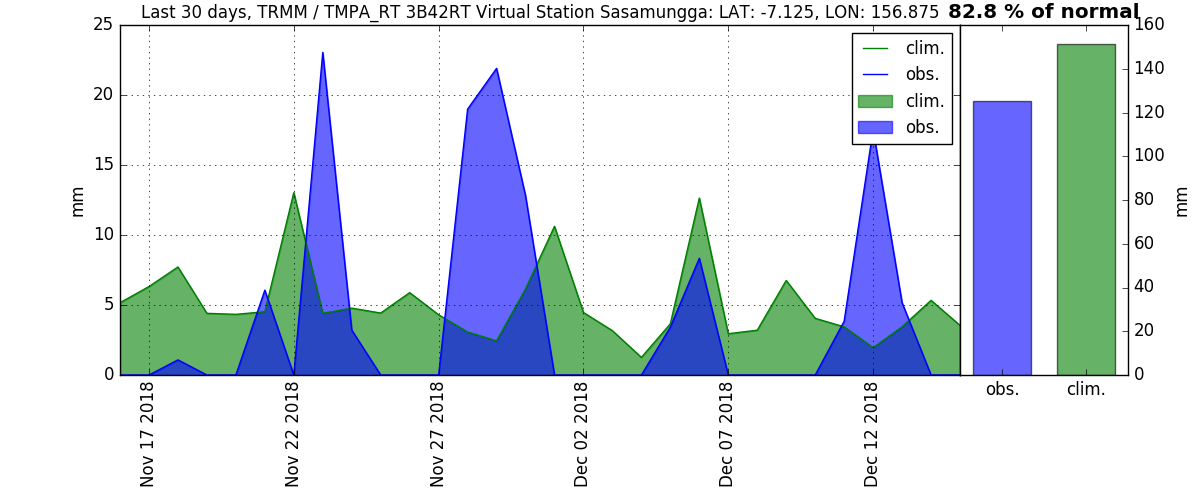 Last 30 days, TRMM / TMPA_RT 3B42RT Virtual Station Sasamungga: LAT: -7.125, LON: 156.875
82.8 % of normal
25
20
15
10
5
0
mm
clim.
obs.
clim.
obs.
Nov 17 2018
Nov 22 2018
Nov 27 2018
Dec 02 2018
Dec 07 2018
Dec 12 2018
160
140
120
100
80
60
40
20
0
mm
obs.
clim.